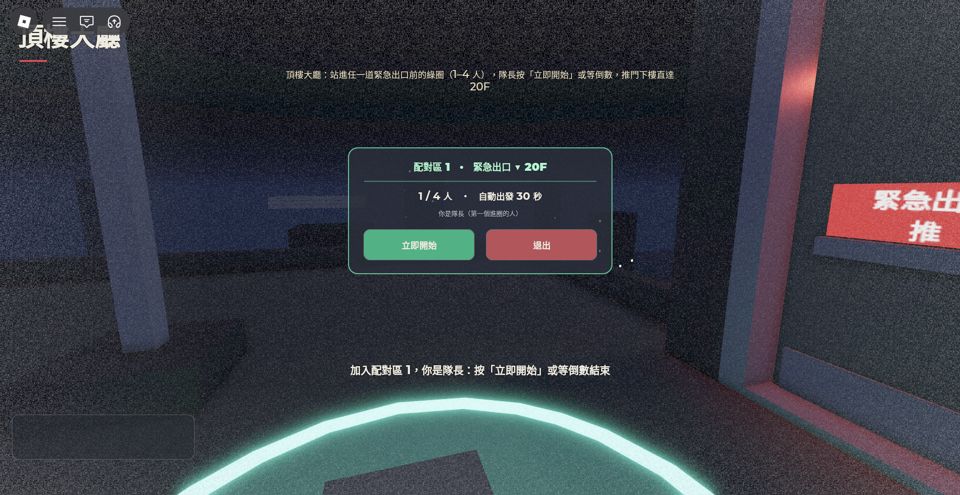 頂樓大廳
頂樓大廳：站進任一道緊急出口前的綠圈（1–4 人），隊長按「立即開始」或等倒數，推門下樓直達
20F
配對區 1 • 緊急出口 ▼ 20F
1 / 4 人 • 自動出發 30 秒
你是隊長（第一個進圈的人）
立即開始
退出
緊急出
推
加入配對區 1，你是隊長：按「立即開始」或等倒數結束